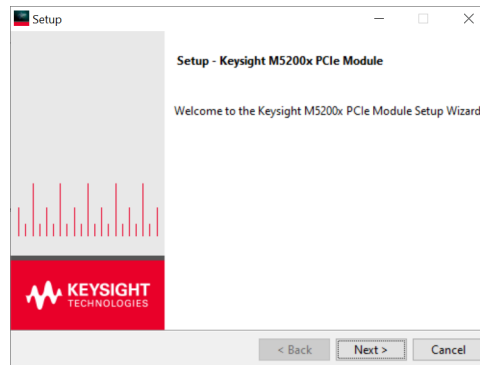 Setup
Setup - Keysight M5200x PCIe Module
Welcome to the Keysight M5200x PCIe Module Setup Wizard
KEYSIGHT
TECHNOLOGIES
< Back
Next >
Cancel